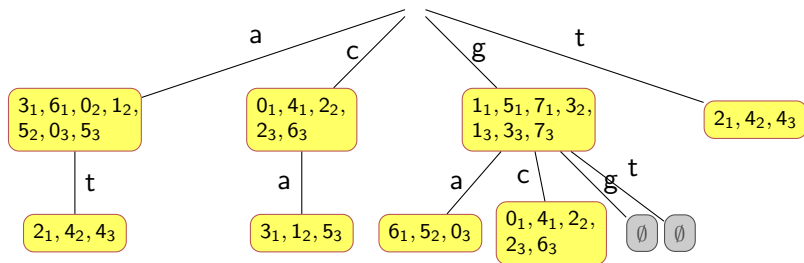 a
c
g
t
3₁, 6₁, 0₂, 1₂,
5₂, 0₃, 5₃
0₁, 4₁, 2₂,
2₃, 6₃
1₁, 5₁, 7₁, 3₂,
1₃, 3₃, 7₃
2₁, 4₂, 4₃
t
a
a
c
g
t
2₁, 4₂, 4₃
3₁, 1₂, 5₃
6₁, 5₂, 0₃
0₁, 4₁, 2₂,
2₃, 6₃
∅
∅